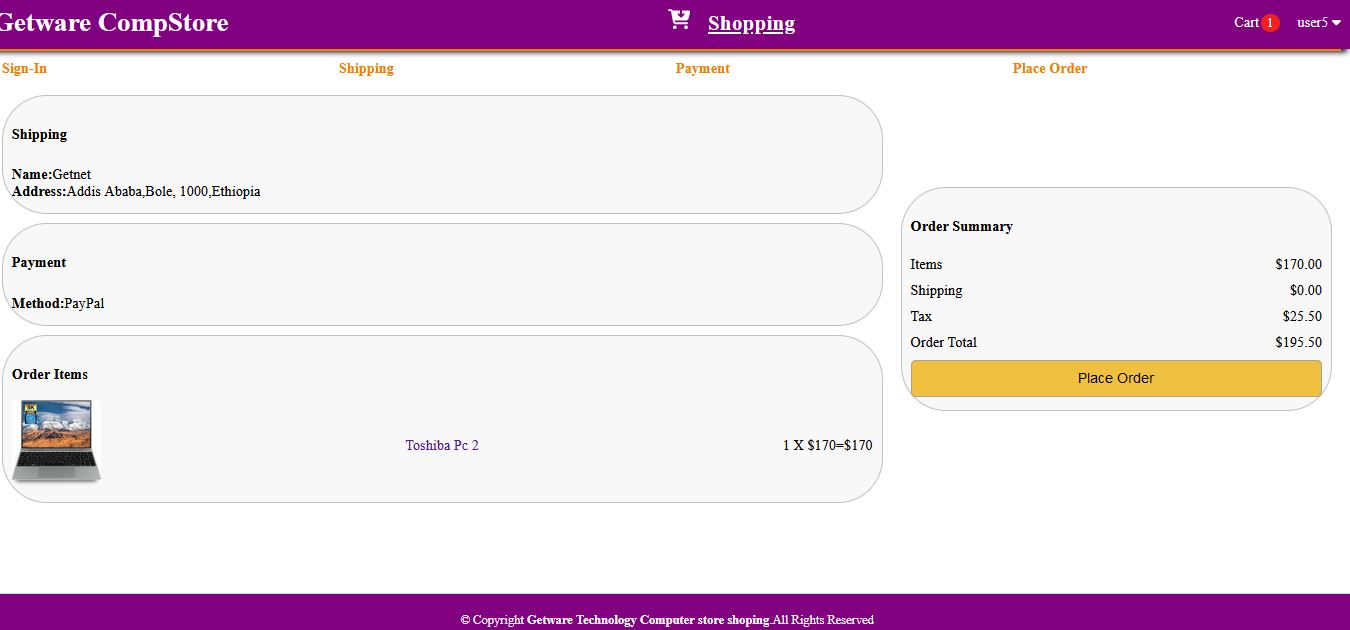 Getware CompStore
Shopping
Cart 1
user5
Sign-In
Shipping
Payment
Place Order
Shipping
Name:Getnet
Address:Addis Ababa,Bole, 1000,Ethiopia
Payment
Method:PayPal
Order Items
Toshiba Pc 2
1 X $170=$170
Order Summary
Items $170.00
Shipping $0.00
Tax $25.50
Order Total $195.50
Place Order
© Copyright Getware Technology Computer store shoping.All Rights Reserved